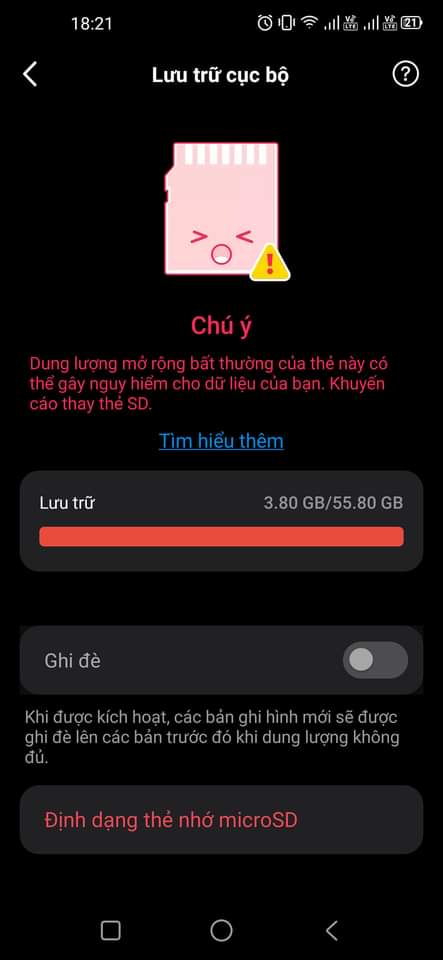 18:21
Vo LTE
Vo LTE
21
Lưu trữ cục bộ
?
!
Chú ý
Dung lượng mở rộng bất thường của thẻ này có
thể gây nguy hiểm cho dữ liệu của bạn. Khuyến
cáo thay thẻ SD.
Tìm hiểu thêm
Lưu trữ 3.80 GB/55.80 GB
Ghi đè
Khi được kích hoạt, các bản ghi hình mới sẽ được
ghi đè lên các bản trước đó khi dung lượng không
đủ.
Định dạng thẻ nhớ microSD